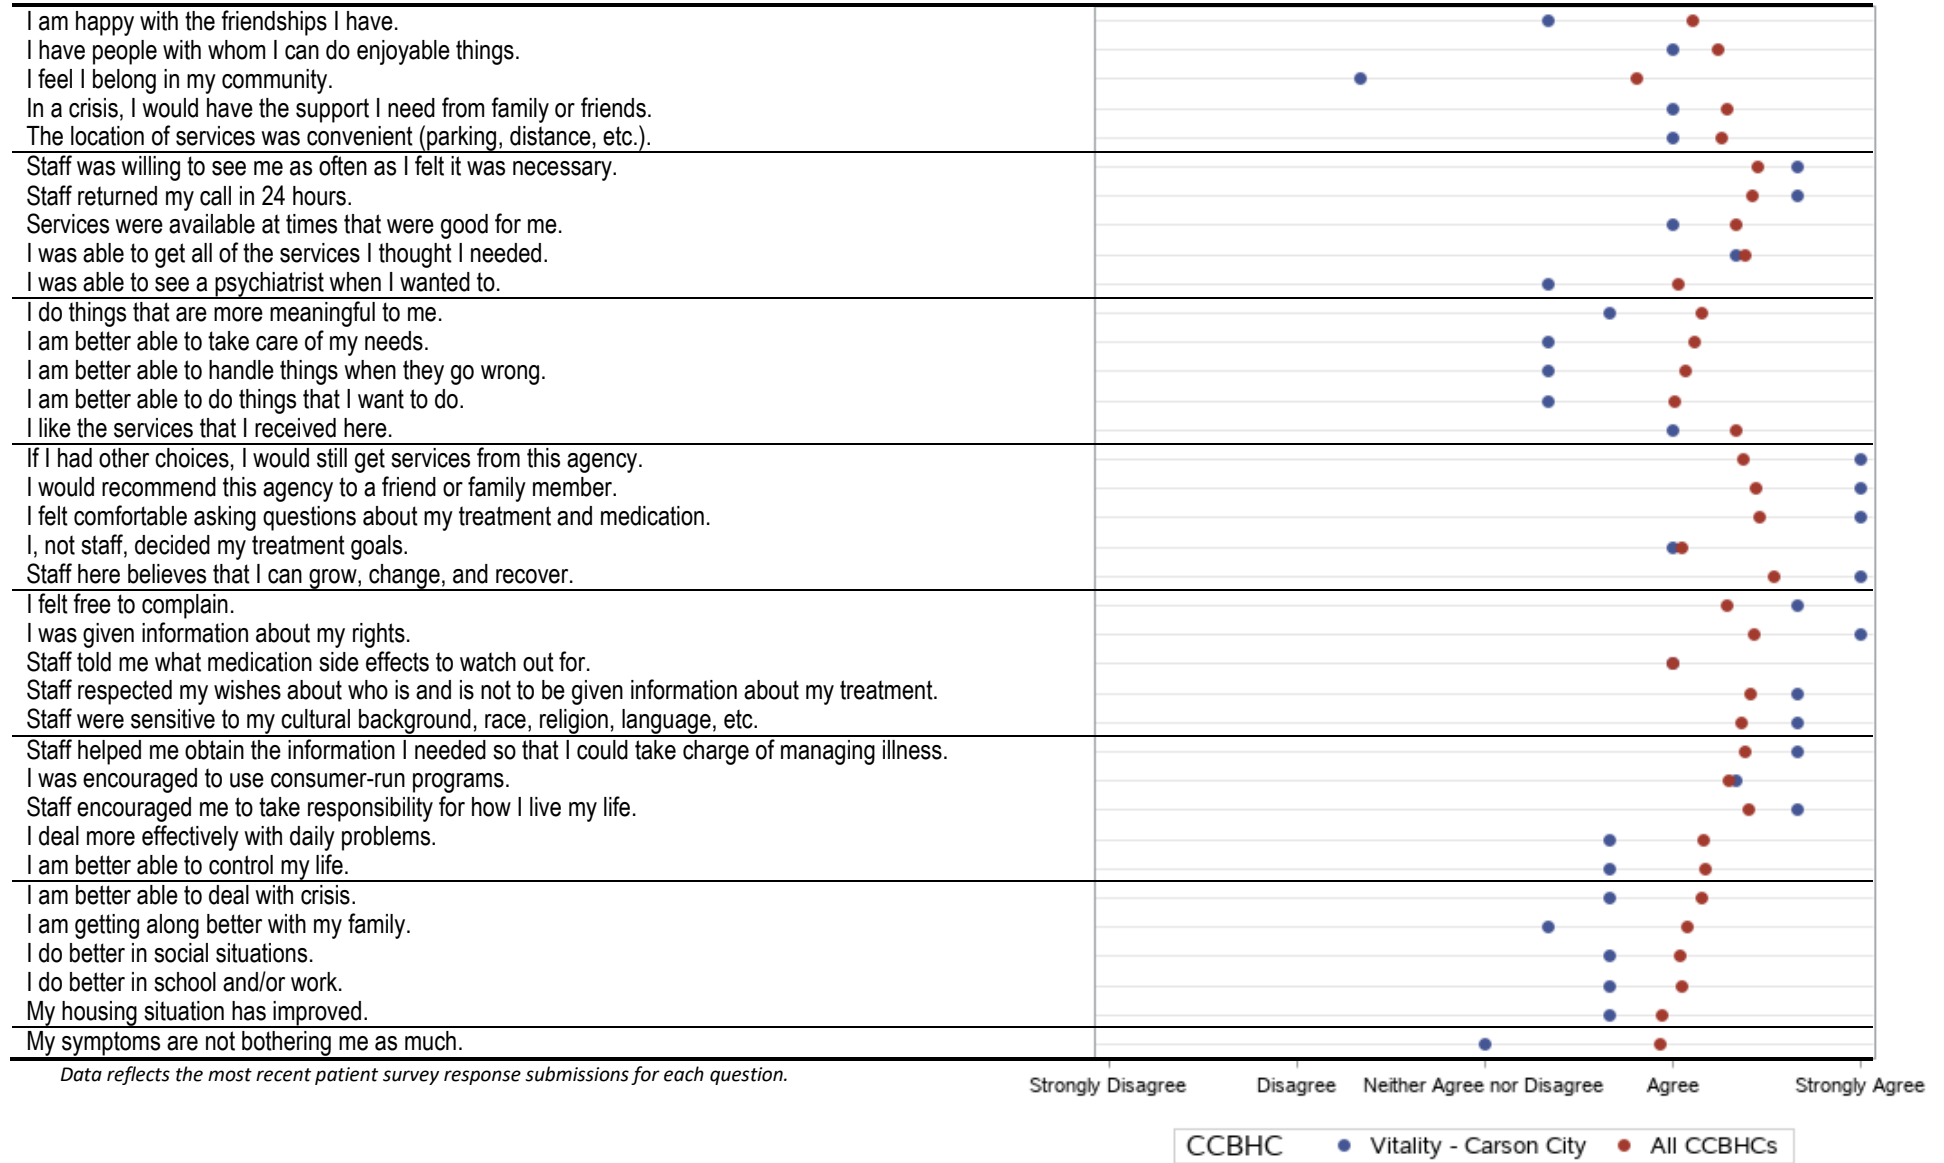 I am happy with the friendships I have.
I have people with whom I can do enjoyable things.
I feel I belong in my community.
In a crisis, I would have the support I need from family or friends.
The location of services was convenient (parking, distance, etc.).
Staff was willing to see me as often as I felt it was necessary.
Staff returned my call in 24 hours.
Services were available at times that were good for me.
I was able to get all of the services I thought I needed.
I was able to see a psychiatrist when I wanted to.
I do things that are more meaningful to me.
I am better able to take care of my needs.
I am better able to handle things when they go wrong.
I am better able to do things that I want to do.
I like the services that I received here.
If I had other choices, I would still get services from this agency.
I would recommend this agency to a friend or family member.
I felt comfortable asking questions about my treatment and medication.
I, not staff, decided my treatment goals.
Staff here believes that I can grow, change, and recover.
I felt free to complain.
I was given information about my rights.
Staff told me what medication side effects to watch out for.
Staff respected my wishes about who is and is not to be given information about my treatment.
Staff were sensitive to my cultural background, race, religion, language, etc.
Staff helped me obtain the information I needed so that I could take charge of managing illness.
I was encouraged to use consumer-run programs.
Staff encouraged me to take responsibility for how I live my life.
I deal more effectively with daily problems.
I am better able to control my life.
I am better able to deal with crisis.
I am getting along better with my family.
I do better in social situations.
I do better in school and/or work.
My housing situation has improved.
My symptoms are not bothering me as much.
Data reflects the most recent patient survey response submissions for each question.
Strongly Disagree Disagree Neither Agree nor Disagree Agree Strongly Agree
CCBHC Vitality - Carson City All CCBHCs